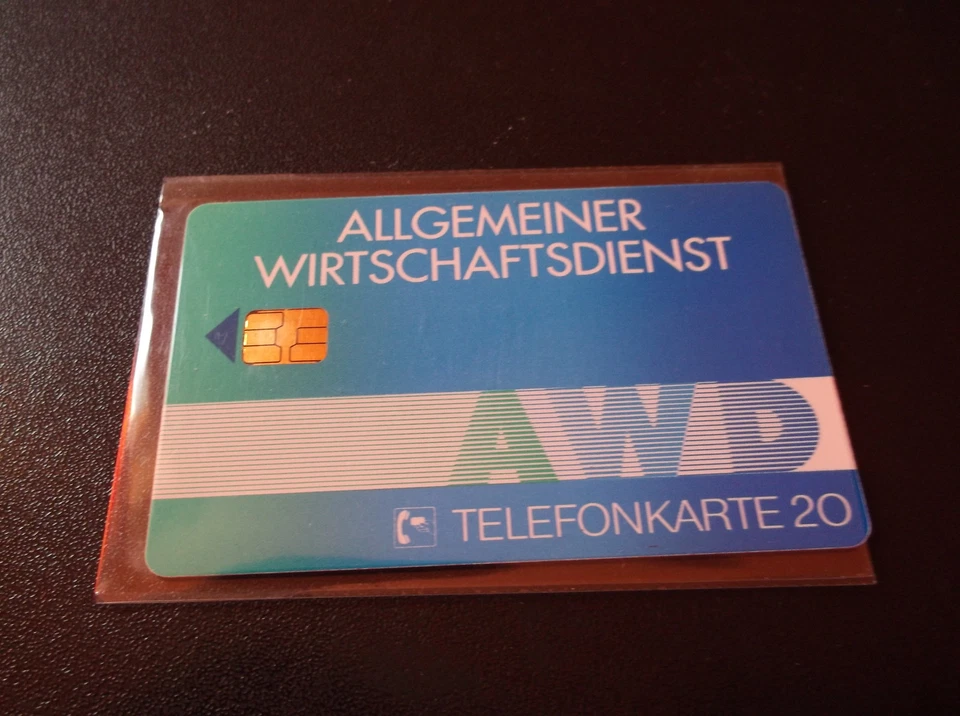 ALLGEMEINER
WIRTSCHAFTSDIENST
AWD
TELEFONKARTE 20